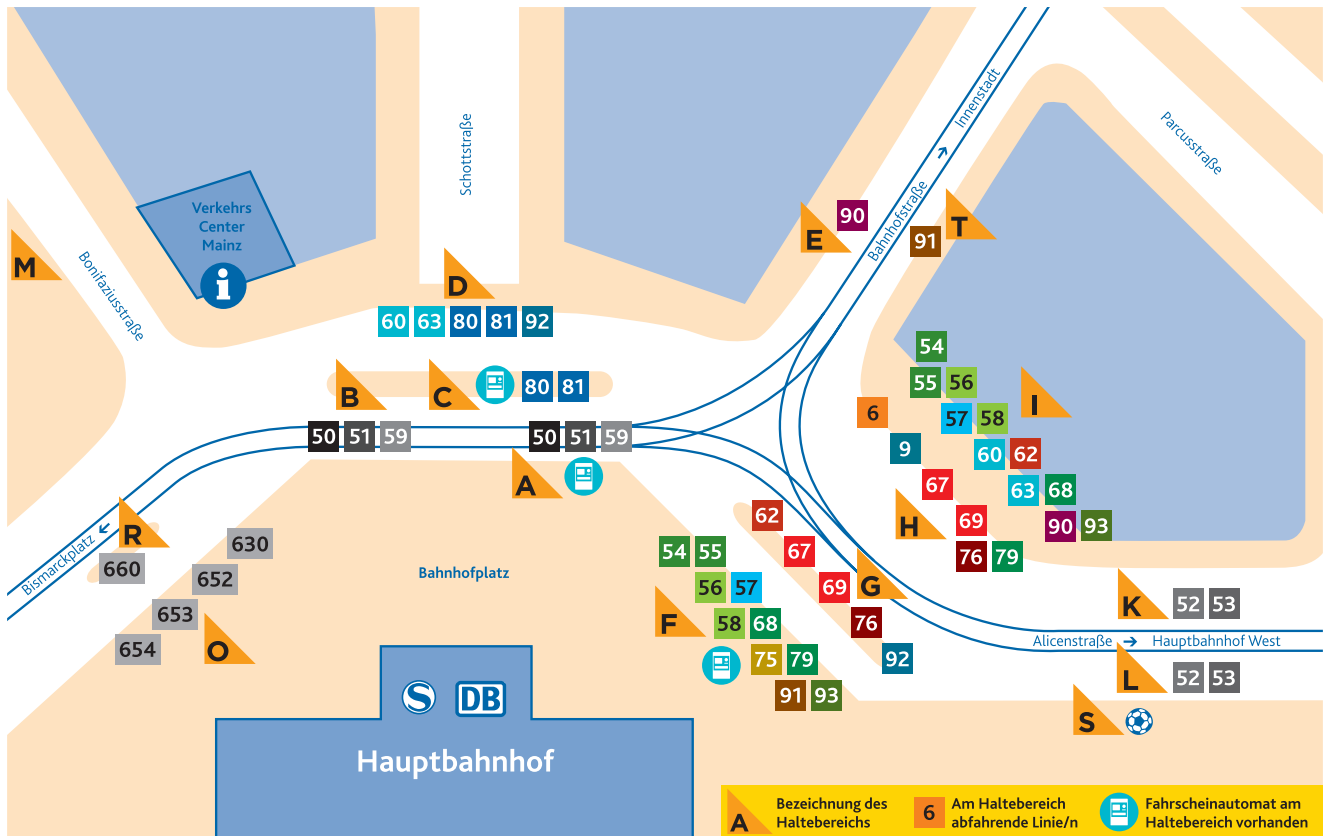 Innenstadt
Schottstraße
Parcusstraße
Verkehrs
Center
Mainz
i
Bahnhofstraße
E
90
T
91
M
Bonifaziusstraße
D
60 63 80 81 92
B
C
80 81
50 51 59
50 51 59
A
54
55 56
57 58
60 62
63 68
90 93
I
6
9
67
69
76 79
H
R
Bismarckplatz
660
630
652
653
654
O
Bahnhofplatz
54 55
56 57
58 68
75 79
91 93
F
62
67
69
76
92
G
K
52 53
Alicenstraße → Hauptbahnhof West
L
52 53
S
S
DB
Hauptbahnhof
A
Bezeichnung des
Haltebereichs
6
Am Haltebereich
abfahrende Linie/n
Fahrscheinautomat am
Haltebereich vorhanden